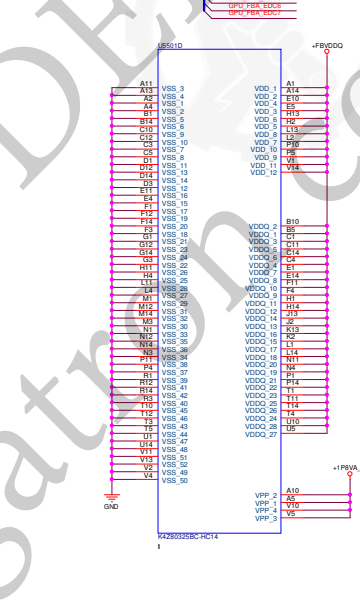 GPU_FBA_EDC6
GPU_FBA_EDC7
U5501D
+FBVDDQ
A11 VSS_3 VDD_1 A1
A13 VSS_4 VDD_2 A14
A2 VSS_1 VDD_4 E10
A4 VSS_2 VDD_3 E5
B1 VSS_5 VDD_6 H13
B14 VSS_6 VDD_5 H2
C10 VSS_9 VDD_8 L13
C12 VSS_10 VDD_7 L2
C3 VSS_7 VDD_10 P10
C5 VSS_8 VDD_9 P5
D1 VSS_11 VDD_11 V1
D12 VSS_13 VDD_12 V14
D14 VSS_14
D3 VSS_12
E11 VSS_16
E4 VSS_15
F1 VSS_17
F12 VSS_19
F14 VSS_20 VDDQ_2 B10
F3 VSS_18 VDDQ_1 B5
G1 VSS_21 VDDQ_3 C1
G12 VSS_23 VDDQ_5 C11
G14 VSS_24 VDDQ_6 C14
G3 VSS_22 VDDQ_4 C4
H11 VSS_26 VDDQ_7 E1
H4 VSS_25 VDDQ_8 E14
L11 VSS_28 VDDQ_10 F11
L4 VSS_27 VDDQ_9 F4
M1 VSS_29 VDDQ_11 H1
M12 VSS_31 VDDQ_12 H14
M14 VSS_32 VDDQ_14 J13
M3 VSS_30 VDDQ_13 J2
N1 VSS_33 VDDQ_16 K13
N12 VSS_35 VDDQ_15 K2
N14 VSS_36 VDDQ_17 L1
N3 VSS_34 VDDQ_18 L14
P11 VSS_38 VDDQ_20 N11
P4 VSS_37 VDDQ_19 N4
R1 VSS_39 VDDQ_21 P1
R12 VSS_41 VDDQ_22 P14
R14 VSS_42 VDDQ_23 T1
R3 VSS_40 VDDQ_25 T11
T10 VSS_45 VDDQ_26 T14
T12 VSS_46 VDDQ_24 T4
T3 VSS_43 VDDQ_28 U10
T5 VSS_44 VDDQ_27 U5
U1 VSS_47
U14 VSS_48
V11 VSS_51
V13 VSS_52
V2 VSS_49
V4 VSS_50
+1P8VA_
VPP_2 A10
VPP_1 A5
VPP_4 V10
VPP_3 V5
GND
K4Z80325BC-HC14